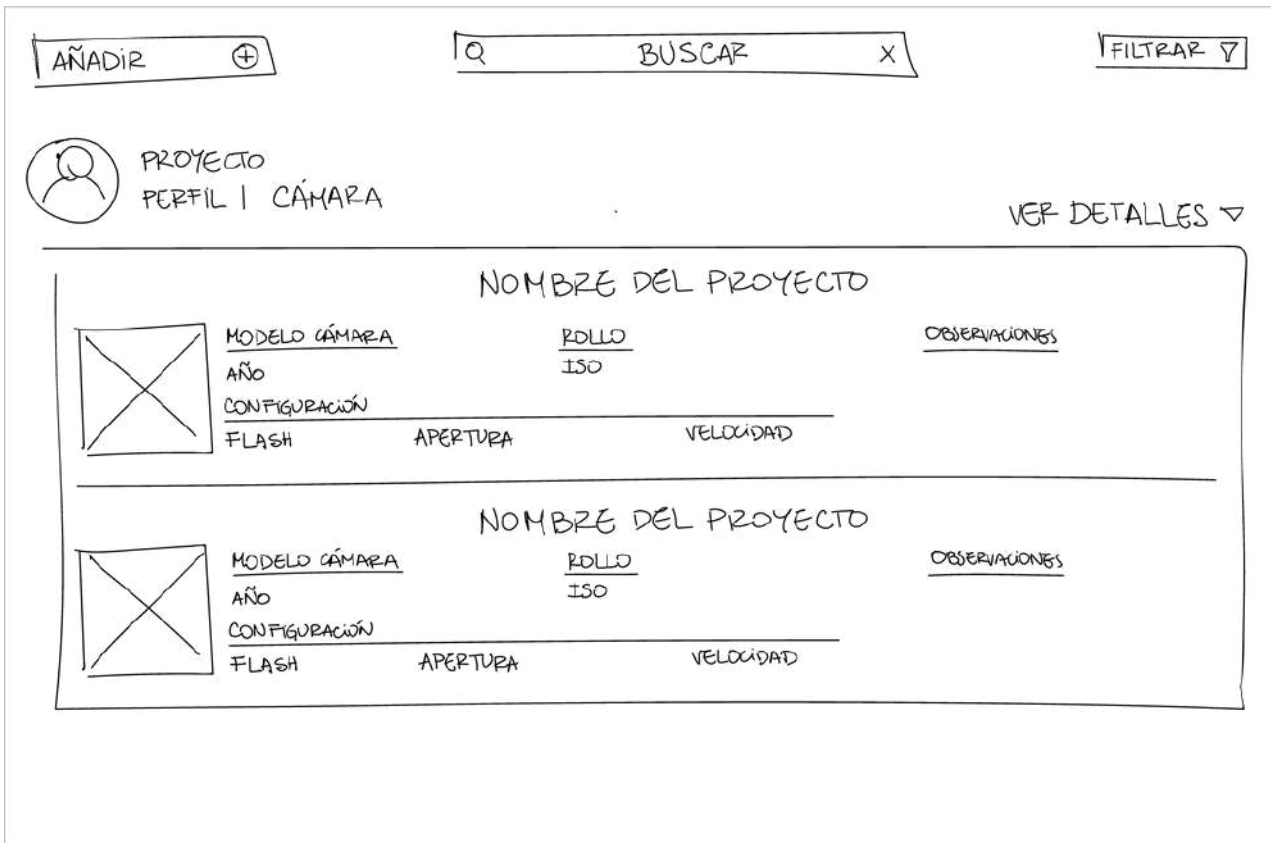 AÑADIR
BUSCAR X
FILTRAR
PROYECTO
PERFIL | CÁMARA
VER DETALLES
NOMBRE DEL PROYECTO
MODELO CÁMARA ROLLO OBSERVACIONES
AÑO ISO
CONFIGURACIÓN
FLASH APERTURA VELOCIDAD
NOMBRE DEL PROYECTO
MODELO CÁMARA ROLLO OBSERVACIONES
AÑO ISO
CONFIGURACIÓN
FLASH APERTURA VELOCIDAD